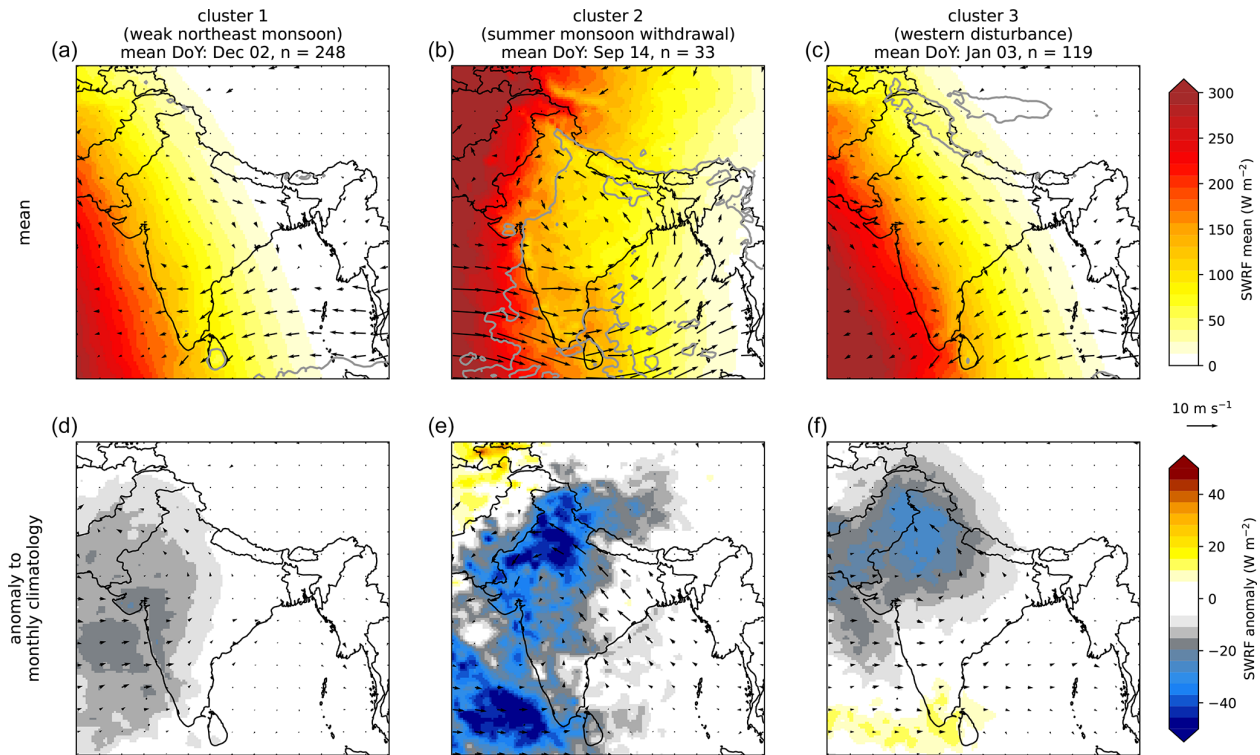 cluster 1
(weak northeast monsoon)
mean DoY: Dec 02, n = 248
cluster 2
(summer monsoon withdrawal)
mean DoY: Sep 14, n = 33
cluster 3
(western disturbance)
mean DoY: Jan 03, n = 119
(a)
(b)
(c)
mean
300
250
200
150
100
50
0
SWRF mean (W m⁻²)
10 m s⁻¹
(d)
(e)
(f)
anomaly to
monthly climatology
40
20
0
−20
−40
SWRF anomaly (W m⁻²)